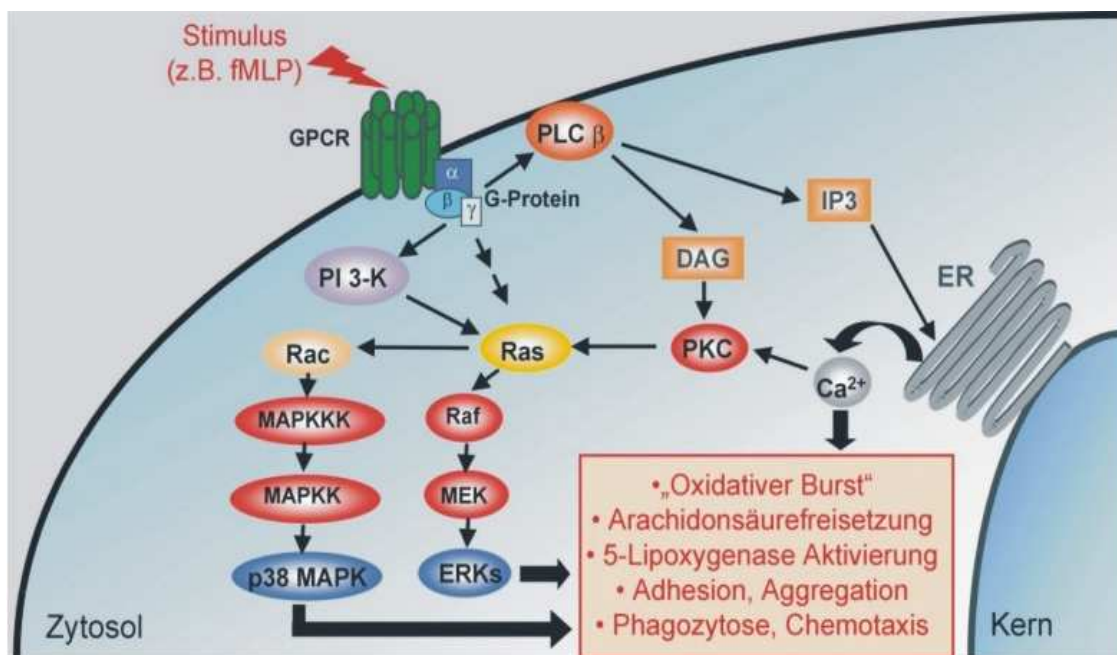 Stimulus
(z.B. fMLP)
GPCR
PLC β
α
β
γ
G-Protein
IP3
PI 3-K
DAG
ER
Rac
Ras
PKC
Ca²⁺
MAPKKK
Raf
MAPKK
MEK
p38 MAPK
ERKs
•„Oxidativer Burst“
• Arachidonsäurefreisetzung
• 5-Lipoxygenase Aktivierung
• Adhesion, Aggregation
• Phagozytose, Chemotaxis
Zytosol
Kern